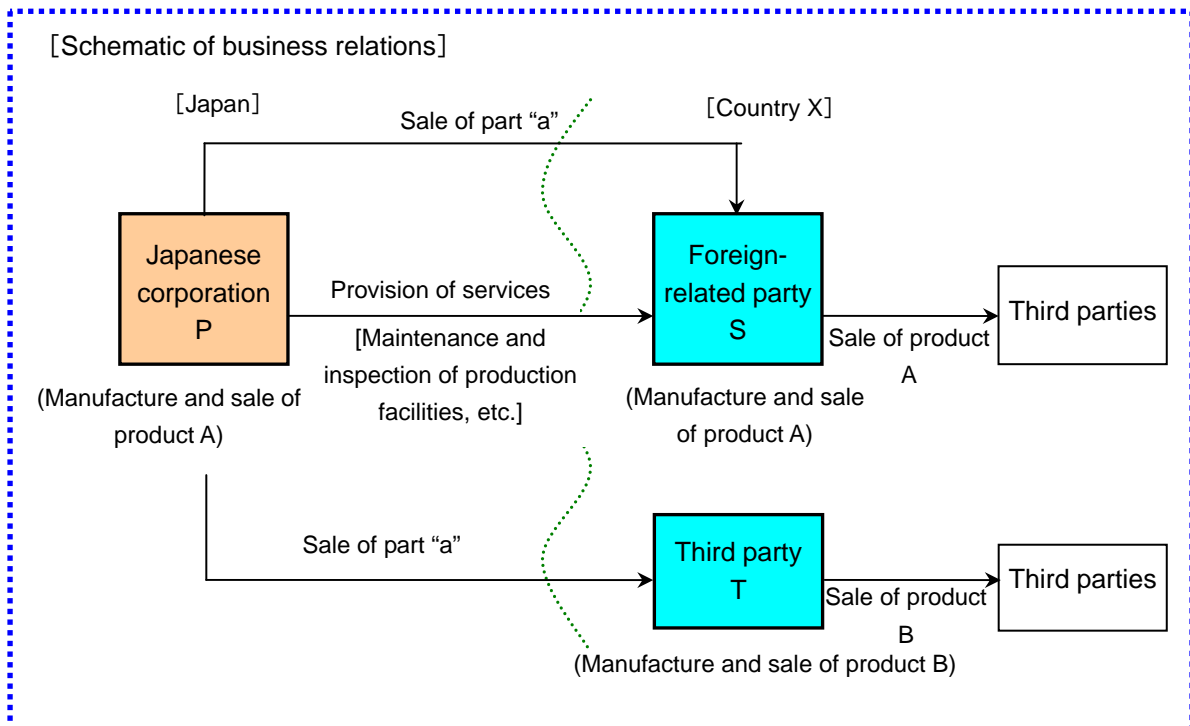 ［Schematic of business relations］
［Japan］
［Country X］
Sale of part “a”
Japanese
corporation
P
Provision of services
[Maintenance and
inspection of production
facilities, etc.]
Foreign-
related party
S
Sale of product
A
Third parties
(Manufacture and sale of
product A)
(Manufacture and sale
of product A)
Sale of part “a”
Third party
T
Sale of product
B
Third parties
(Manufacture and sale of product B)